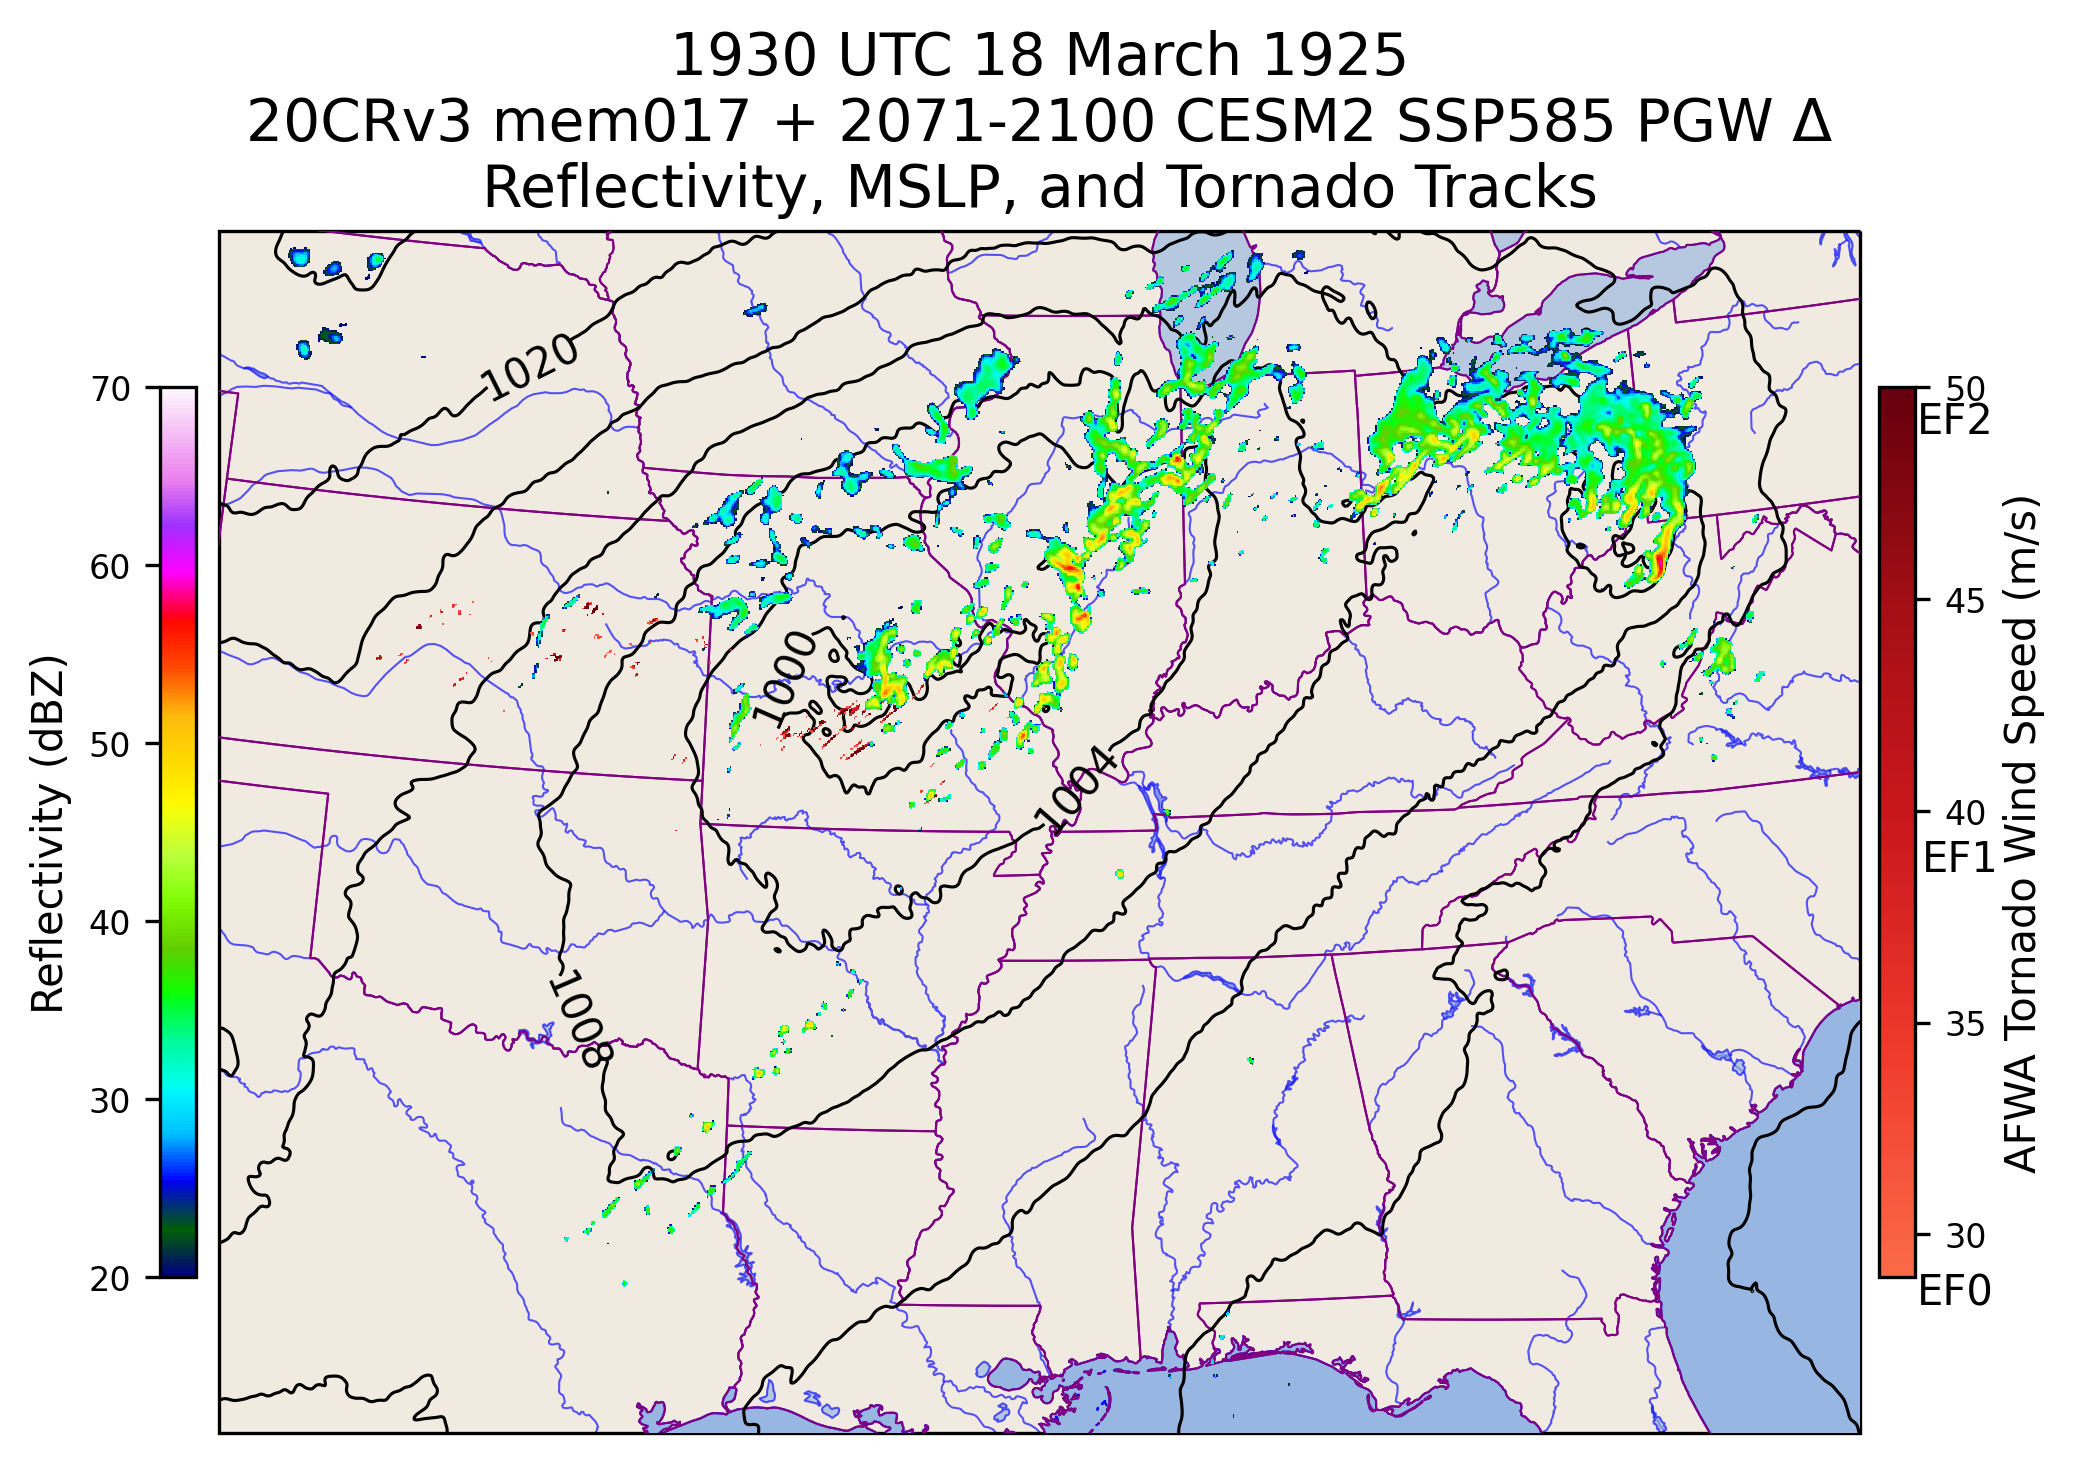 1930 UTC 18 March 1925
20CRv3 mem017 + 2071-2100 CESM2 SSP585 PGW Δ
Reflectivity, MSLP, and Tornado Tracks
Reflectivity (dBZ)
70
60
50
40
30
20
1020
1000
1004
1008
50
EF2
45
40
EF1
35
30
EF0
AFWA Tornado Wind Speed (m/s)